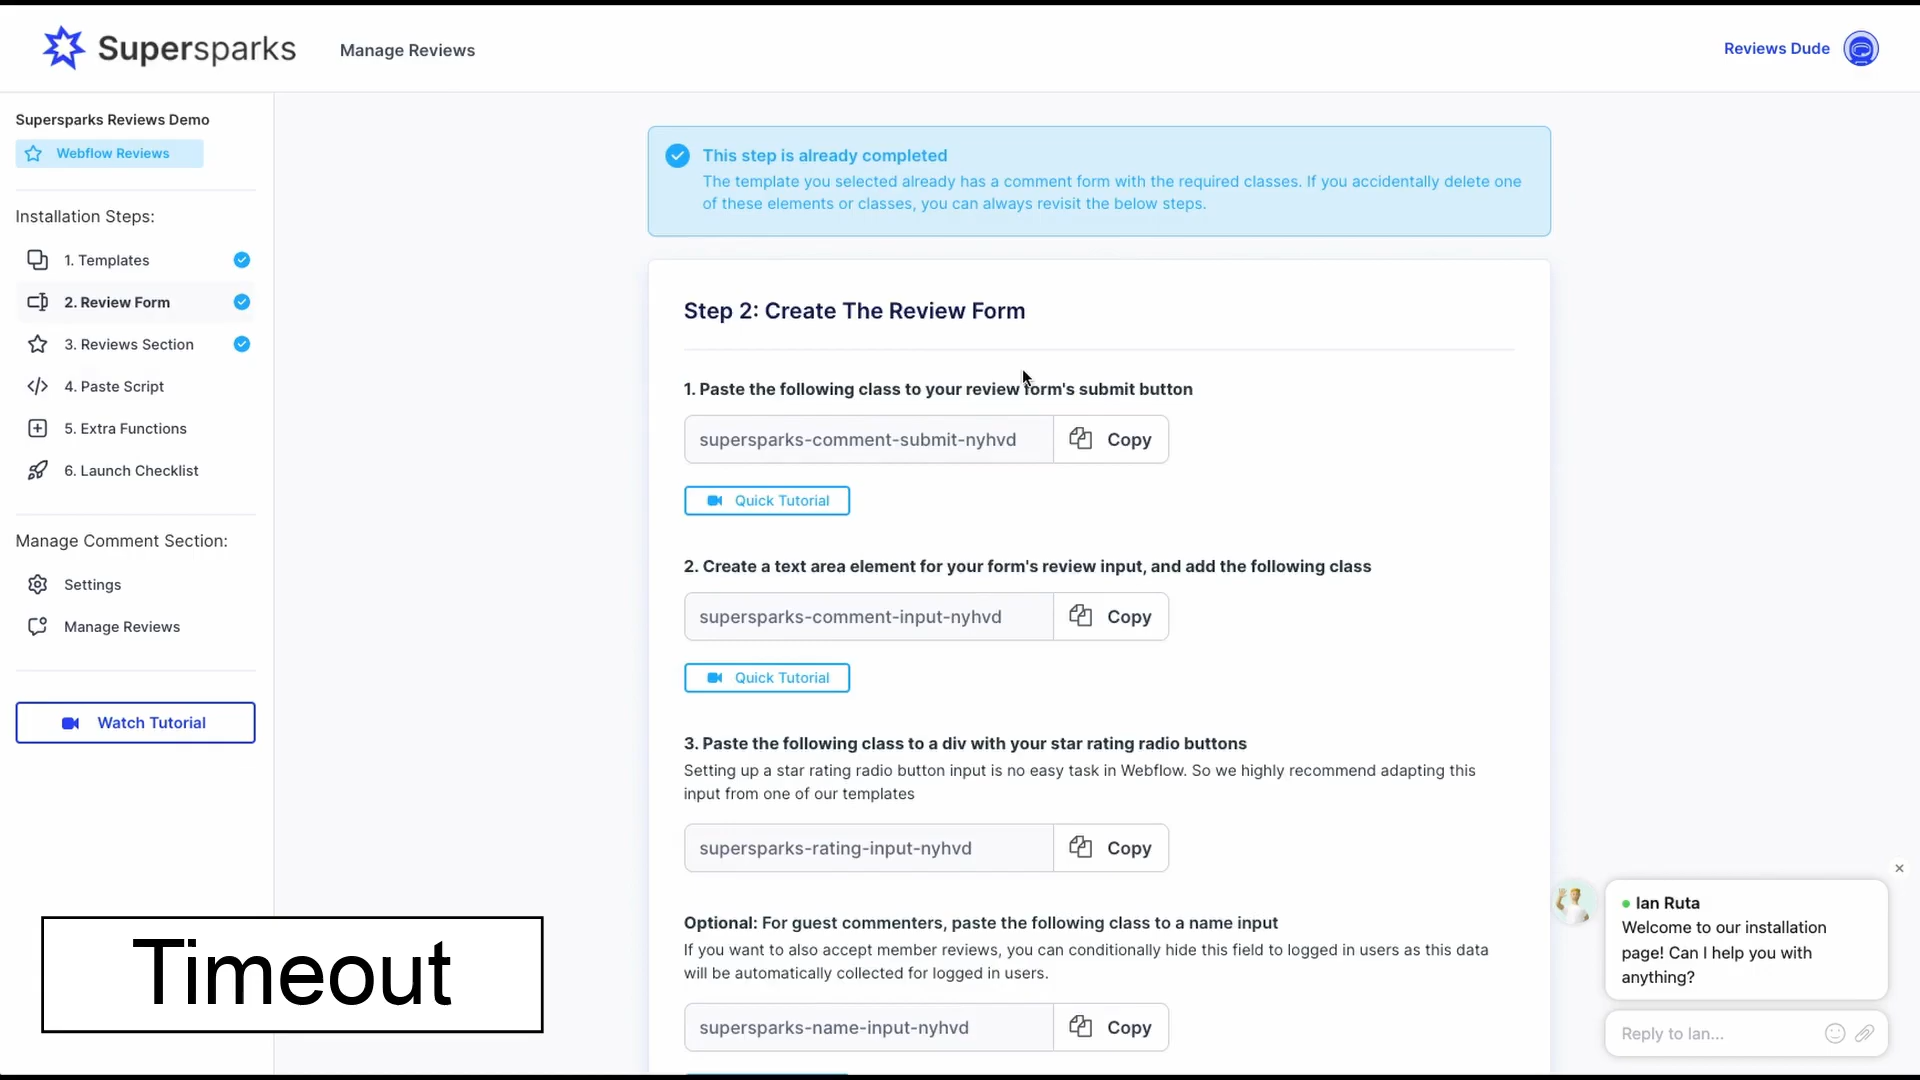 Supersparks
Manage Reviews
Reviews Dude
Supersparks Reviews Demo
Webflow Reviews
Installation Steps:
1. Templates
2. Review Form
3. Reviews Section
4. Paste Script
5. Extra Functions
6. Launch Checklist
Manage Comment Section:
Settings
Manage Reviews
Watch Tutorial
This step is already completed
The template you selected already has a comment form with the required classes. If you accidentally delete one
of these elements or classes, you can always revisit the below steps.
Step 2: Create The Review Form
1. Paste the following class to your review form's submit button
supersparks-comment-submit-nyhvd
Copy
Quick Tutorial
2. Create a text area element for your form's review input, and add the following class
supersparks-comment-input-nyhvd
Copy
Quick Tutorial
3. Paste the following class to a div with your star rating radio buttons
Setting up a star rating radio button input is no easy task in Webflow. So we highly recommend adapting this
input from one of our templates
supersparks-rating-input-nyhvd
Copy
Optional: For guest commenters, paste the following class to a name input
If you want to also accept member reviews, you can conditionally hide this field to logged in users as this data
will be automatically collected for logged in users.
supersparks-name-input-nyhvd
Copy
Timeout
Ian Ruta
Welcome to our installation
page! Can I help you with
anything?
Reply to Ian...